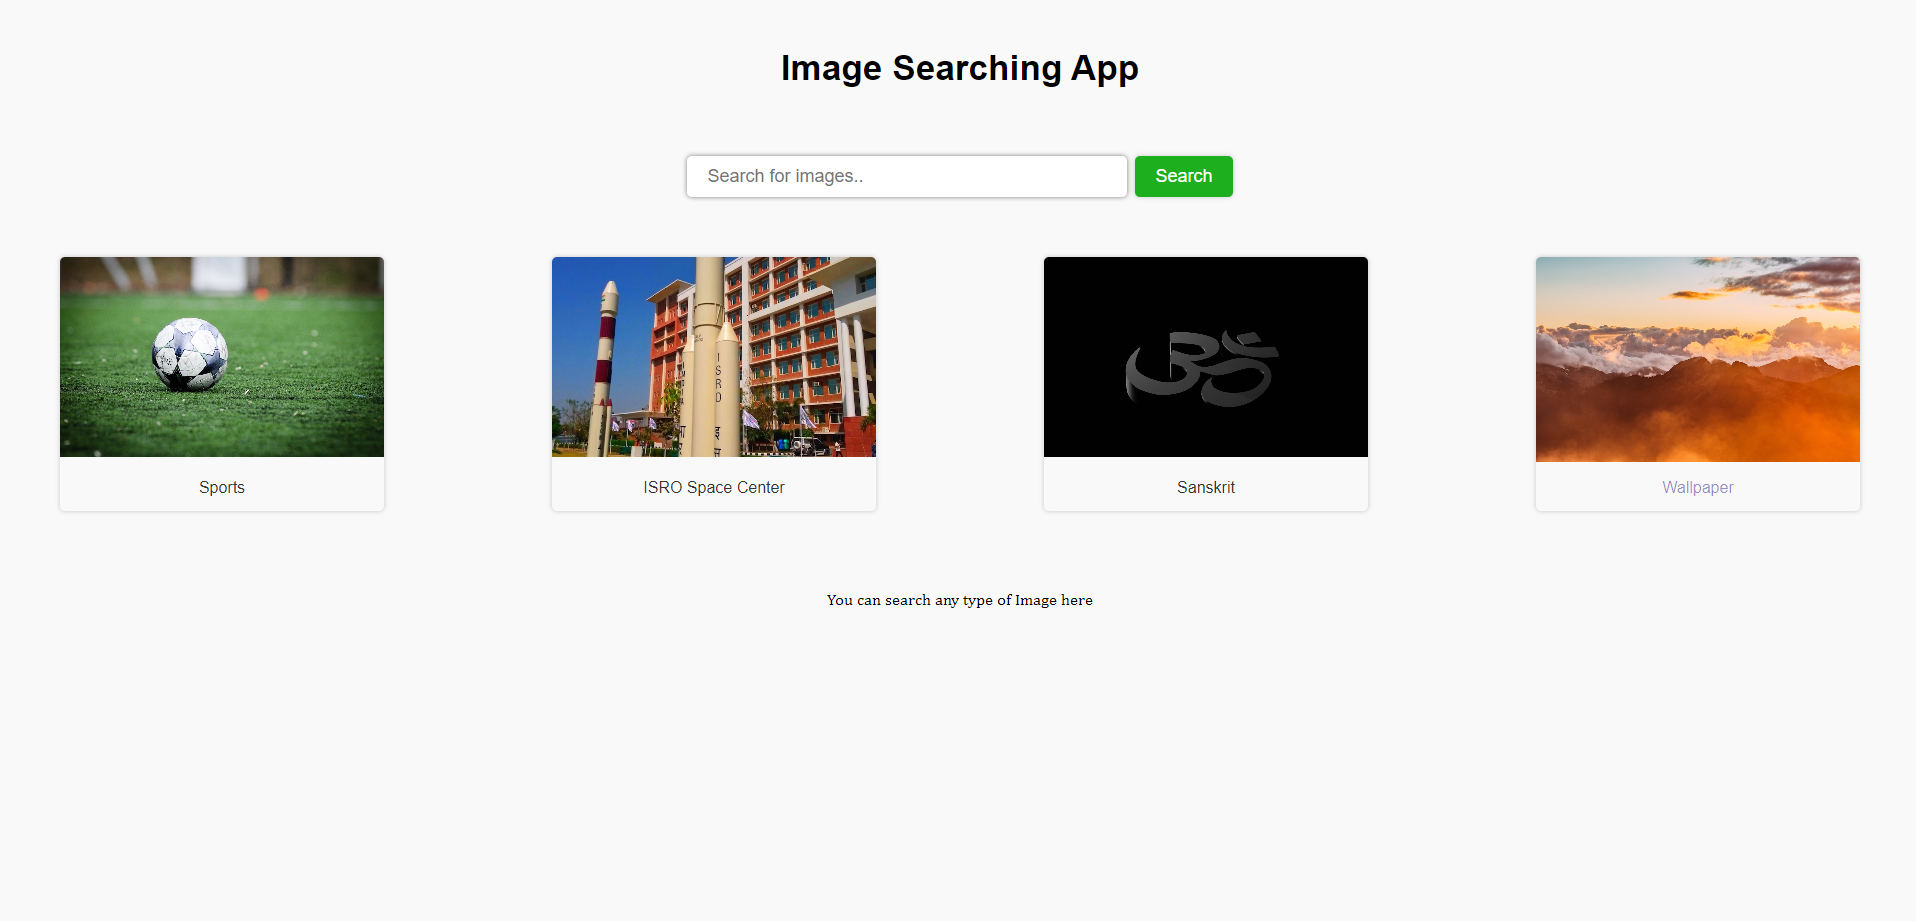 Image Searching App
Search for images..
Search
ISRO
ॐ
Sports
ISRO Space Center
Sanskrit
Wallpaper
You can search any type of Image here